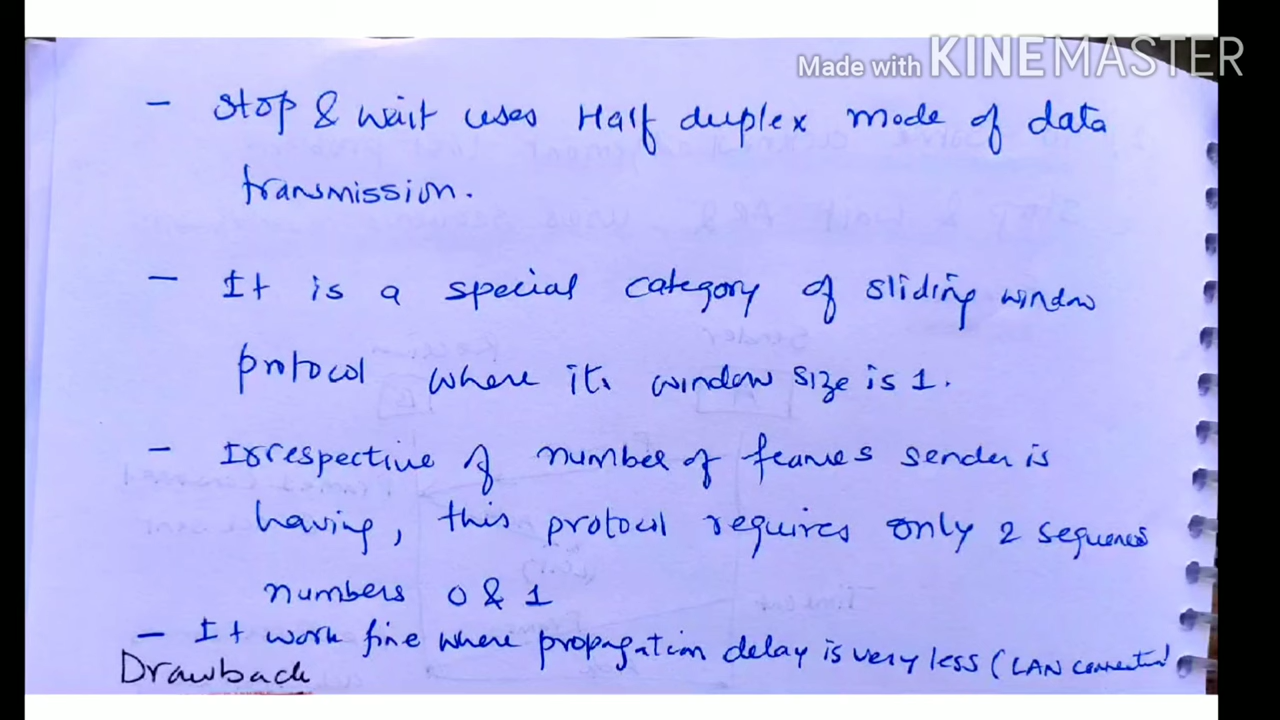 Made with KINEMASTER
- Stop & wait uses Half duplex mode of data
transmission.
- It is a special category of sliding window
protocol where its window size is 1.
- Irrespective of number of frames sender is
having, this protocol requires only 2 sequence
numbers 0 & 1
- It work fine where propagation delay is very less (LAN connection
Drawback